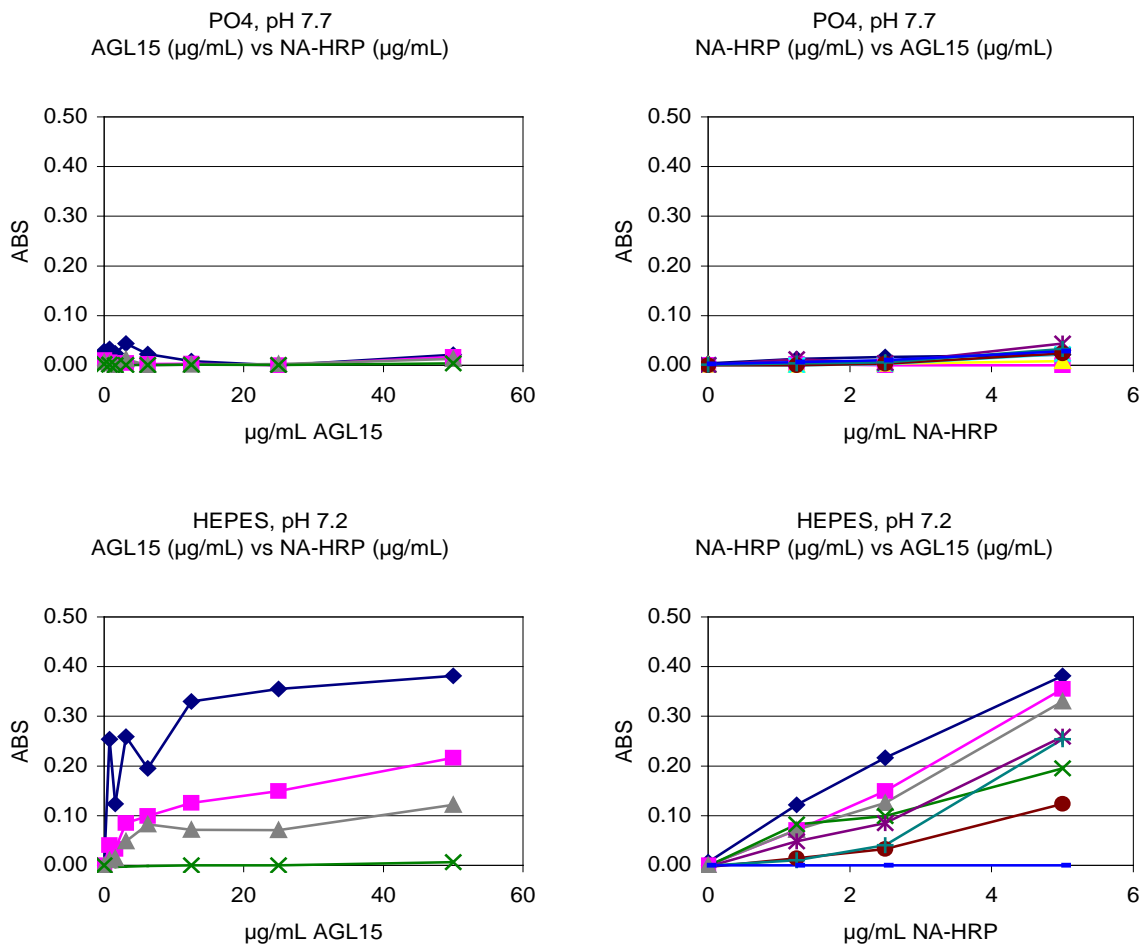 PO4, pH 7.7
AGL15 (µg/mL) vs NA-HRP (µg/mL)
0.50
0.40
0.30
0.20
0.10
0.00
ABS
0
20
40
60
µg/mL AGL15
PO4, pH 7.7
NA-HRP (µg/mL) vs AGL15 (µg/mL)
0.50
0.40
0.30
0.20
0.10
0.00
ABS
0
2
4
6
µg/mL NA-HRP
HEPES, pH 7.2
AGL15 (µg/mL) vs NA-HRP (µg/mL)
0.50
0.40
0.30
0.20
0.10
0.00
ABS
0
20
40
60
µg/mL AGL15
HEPES, pH 7.2
NA-HRP (µg/mL) vs AGL15 (µg/mL)
0.50
0.40
0.30
0.20
0.10
0.00
ABS
0
2
4
6
µg/mL NA-HRP